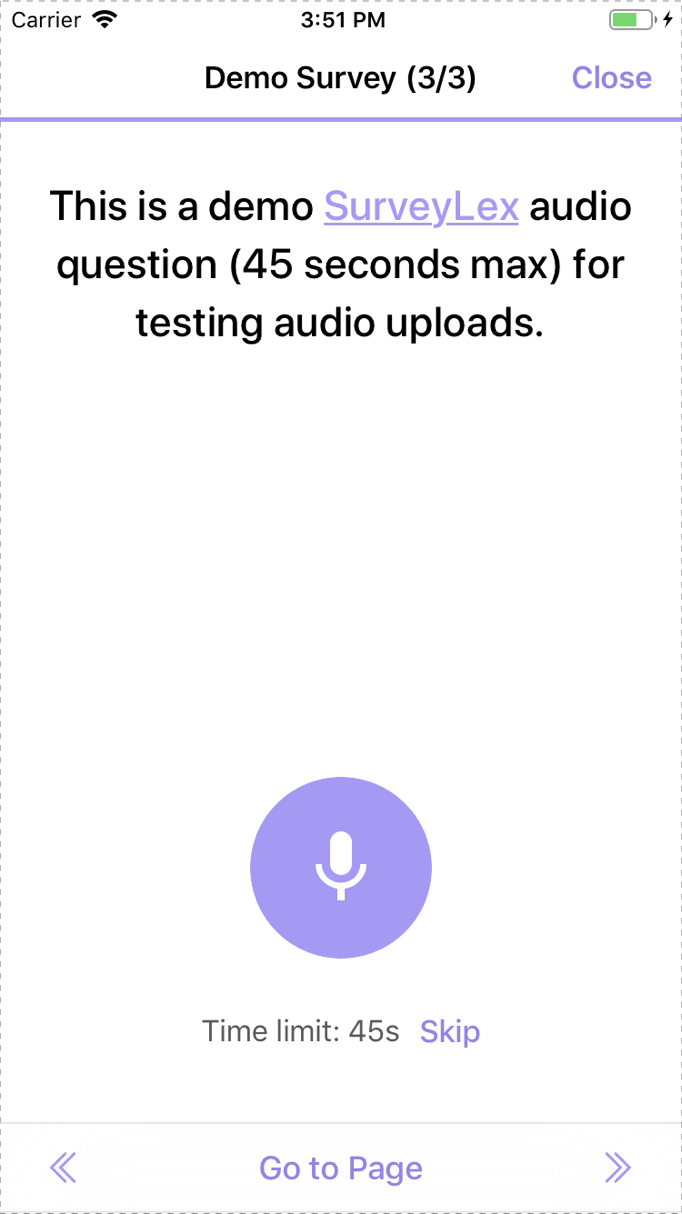 Carrier 3:51 PM
Demo Survey (3/3) Close
This is a demo SurveyLex audio
question (45 seconds max) for
testing audio uploads.
Time limit: 45s Skip
Go to Page